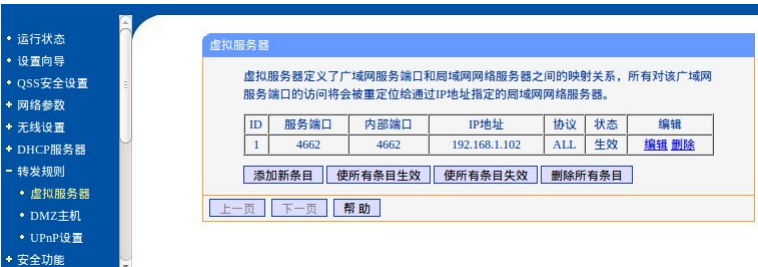 运行状态
设置向导
QSS安全设置
网络参数
无线设置
DHCP服务器
转发规则
虚拟服务器
DMZ主机
UPnP设置
安全功能
虚拟服务器
虚拟服务器定义了广域网服务端口和局域网网络服务器之间的映射关系，所有对该广域网
服务端口的访问将会被重定位给通过IP地址指定的局域网网络服务器。
ID 服务端口 内部端口 IP地址 协议 状态 编辑
1 4662 4662 192.168.1.102 ALL 生效 编辑 删除
添加新条目 使所有条目生效 使所有条目失效 删除所有条目
上一页 下一页 帮助